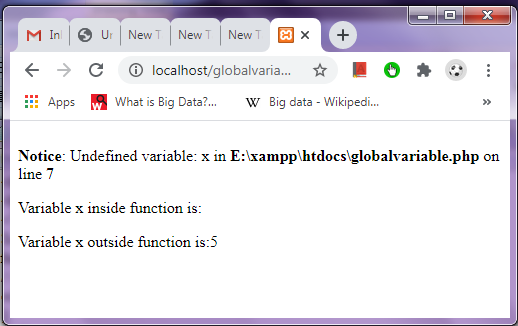 In
Ur
New T
New T
New T
localhost/globalvaria...
Apps
What is Big Data?...
W
Big data - Wikipedi...
»
Notice: Undefined variable: x in E:\xampp\htdocs\globalvariable.php on
line 7
Variable x inside function is:
Variable x outside function is:5